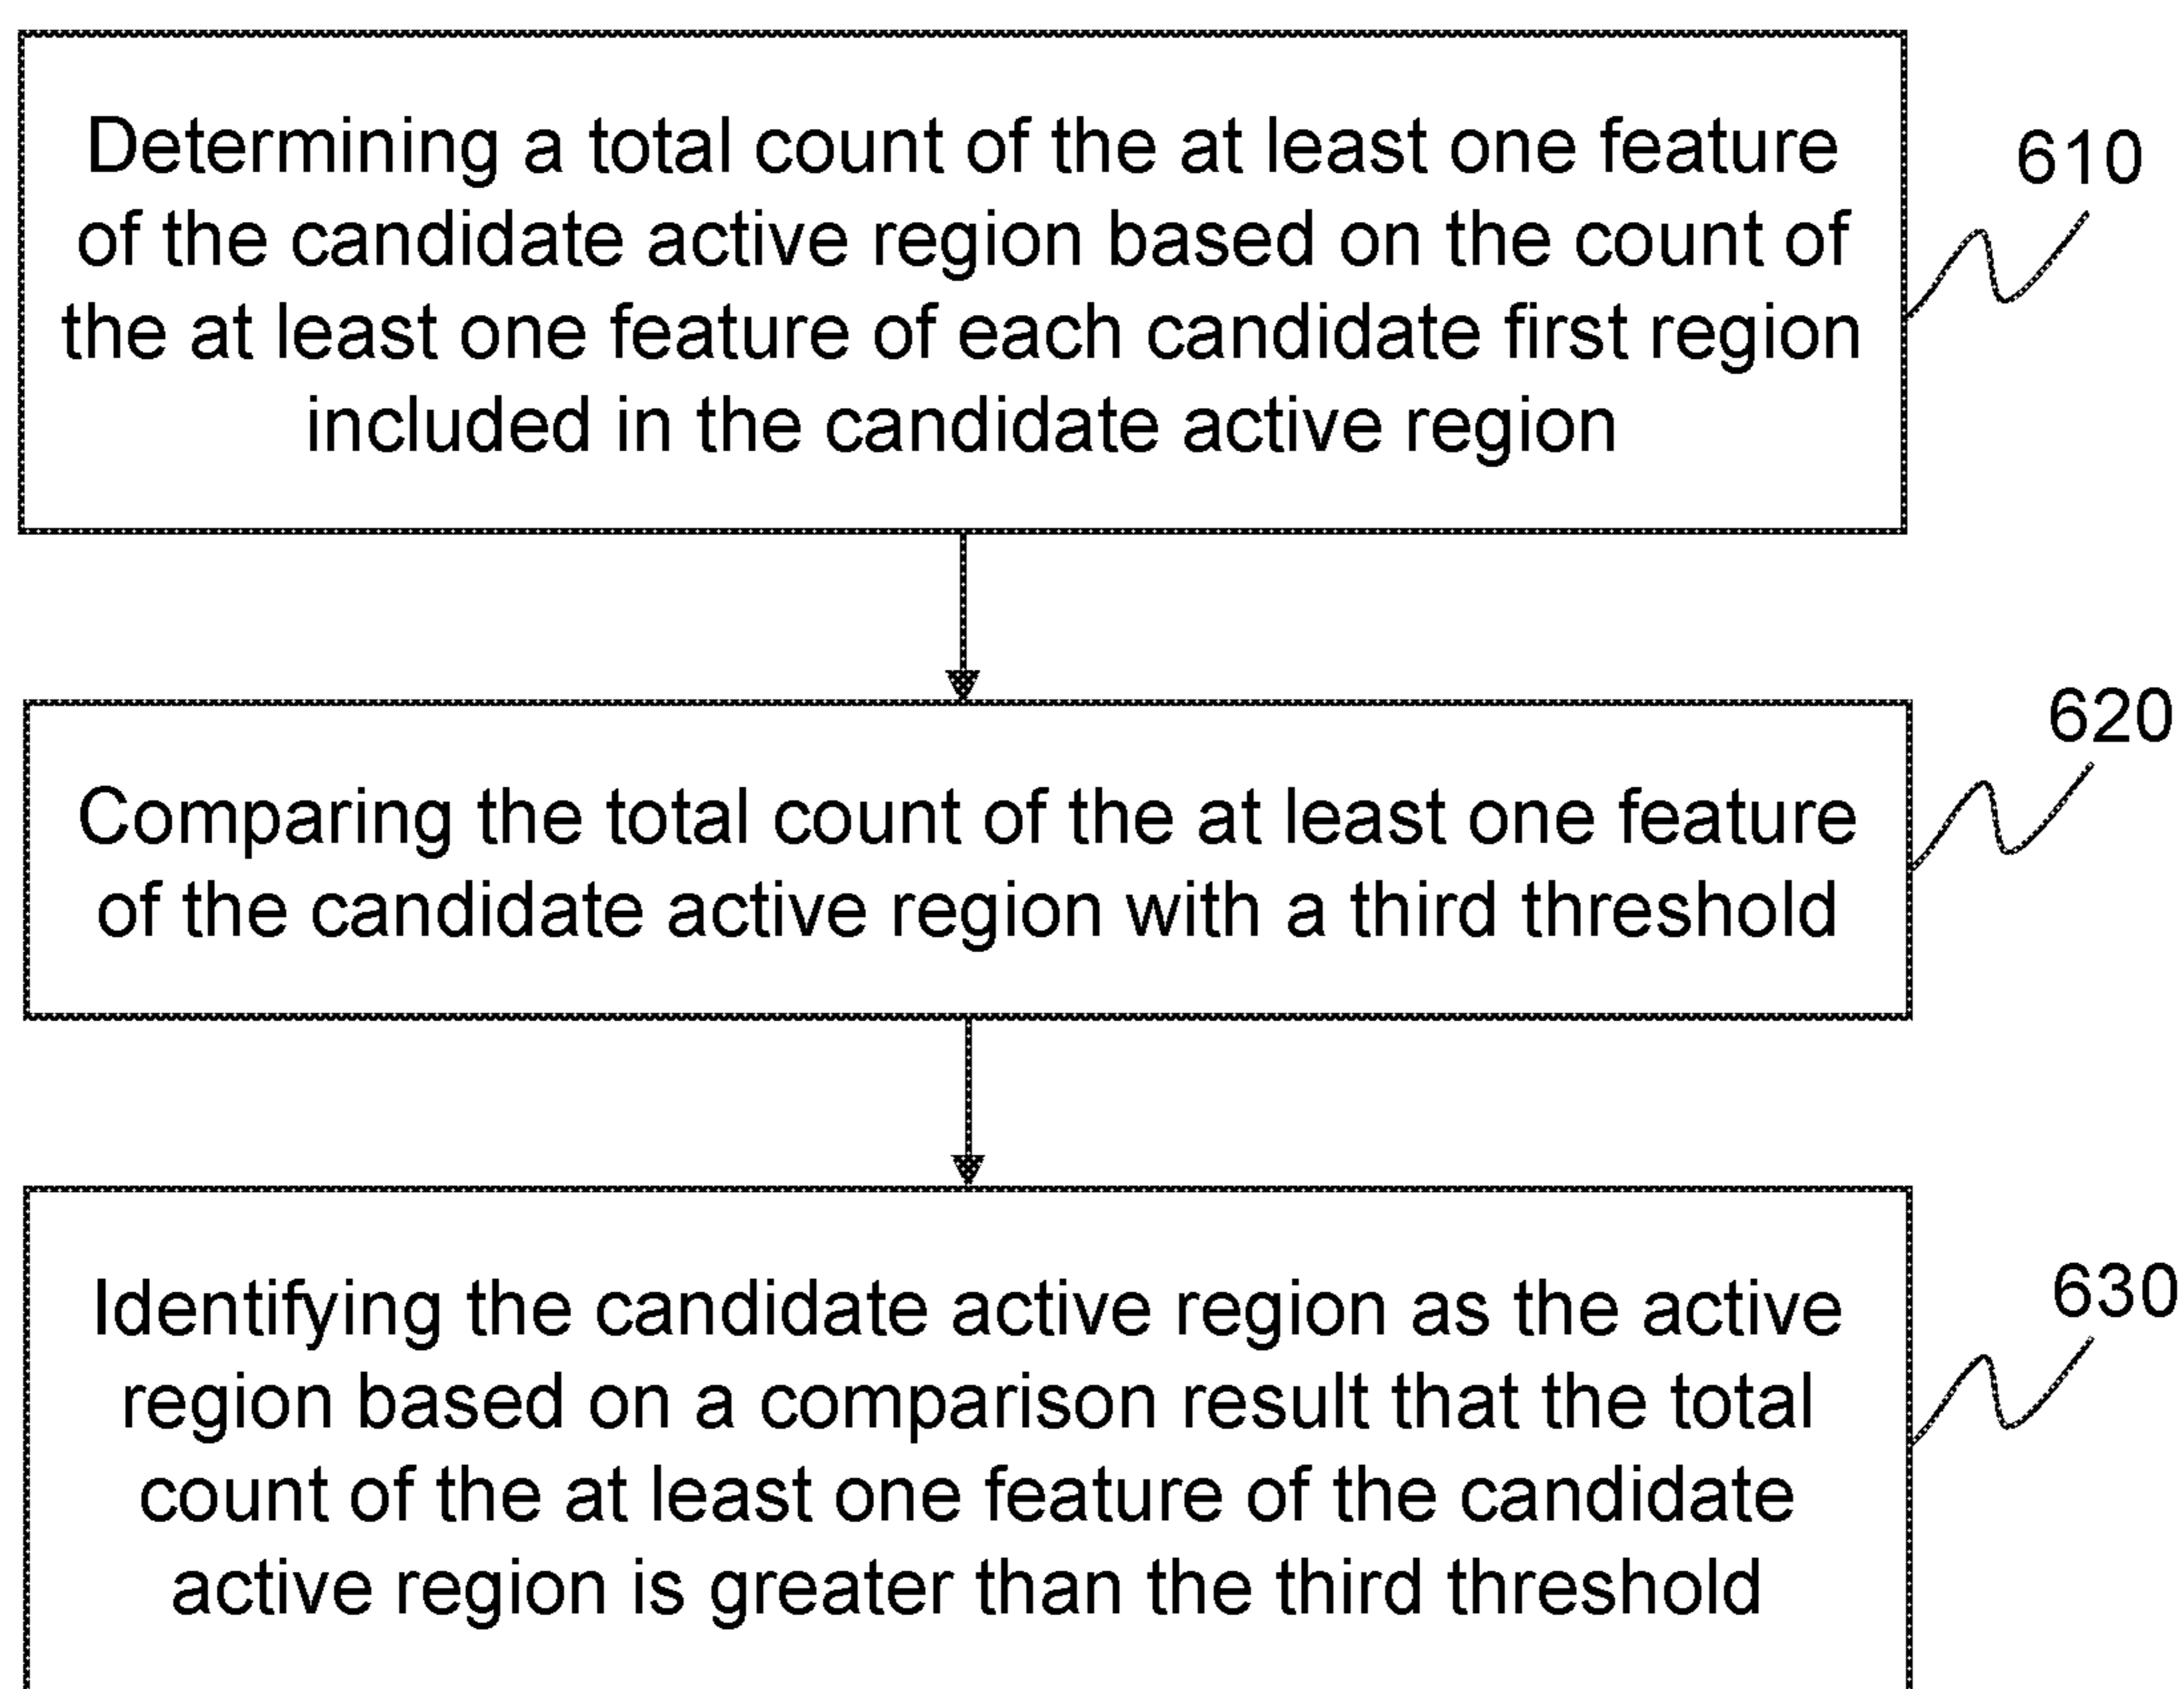 Determining a total count of the at least one feature
of the candidate active region based on the count of
the at least one feature of each candidate first region
included in the candidate active region
610
Comparing the total count of the at least one feature
of the candidate active region with a third threshold
620
Identifying the candidate active region as the active
region based on a comparison result that the total
count of the at least one feature of the candidate
active region is greater than the third threshold
630